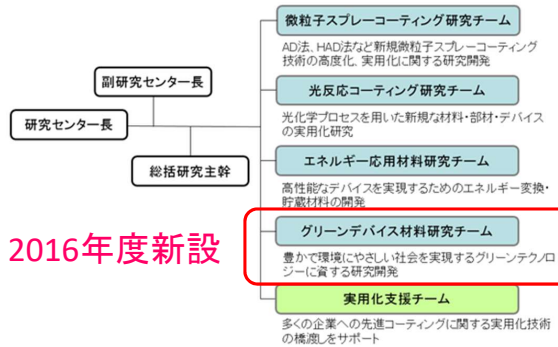 微粒子スプレーコーティング研究チーム
AD法、HAD法など新規微粒子スプレーコーティング
技術の高度化、実用化に関する研究開発
副研究センター長
光反応コーティング研究チーム
研究センター長
光化学プロセスを用いた新規な材料・部材・デバイス
の実用化研究
総括研究主幹
エネルギー応用材料研究チーム
高性能なデバイスを実現するためのエネルギー変換・
貯蔵材料の開発
2016年度新設
グリーンデバイス材料研究チーム
豊かで環境にやさしい社会を実現するグリーンテクノロ
ジーに資する研究開発
実用化支援チーム
多くの企業への先進コーティングに関する実用化技術
の橋渡しをサポート